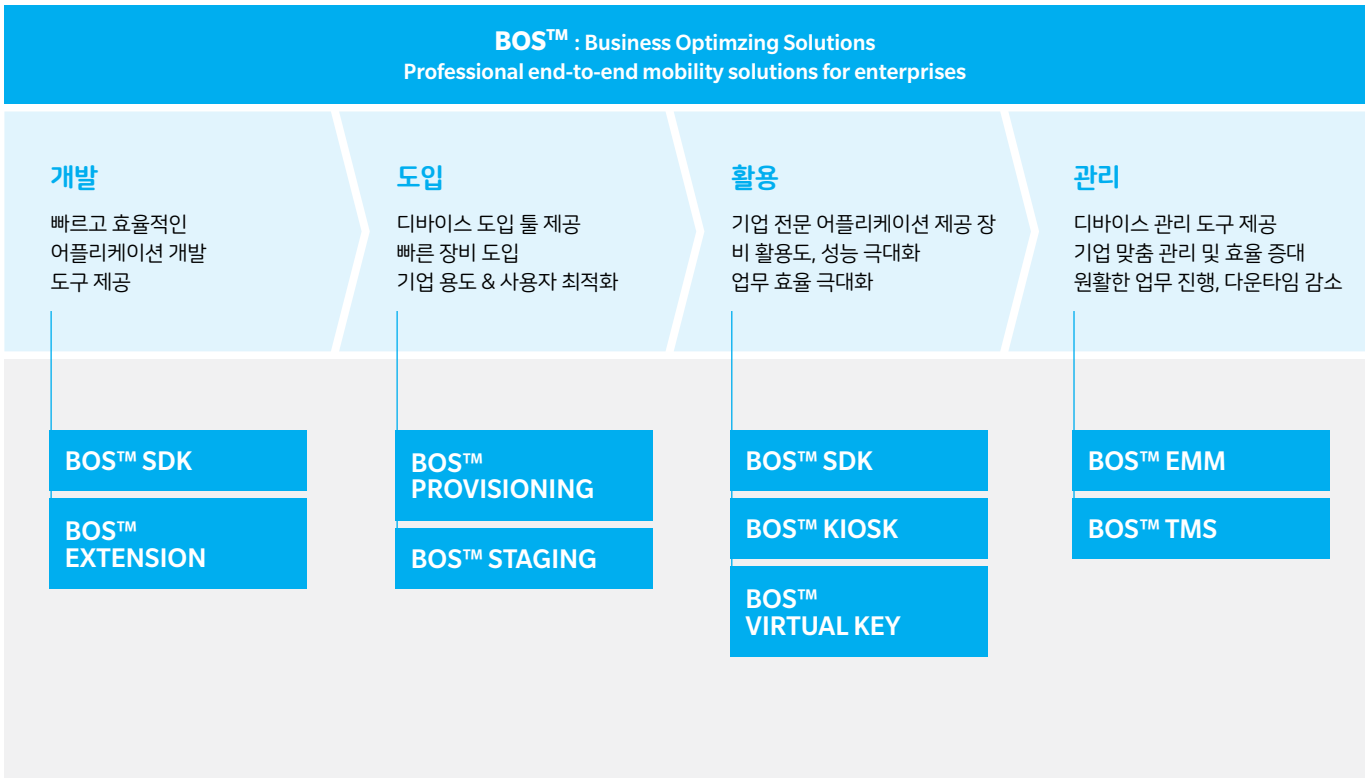 BOS™ : Business Optimzing Solutions
Professional end-to-end mobility solutions for enterprises
개발
빠르고 효율적인
어플리케이션 개발
도구 제공
BOS™ SDK
BOS™
EXTENSION
도입
디바이스 도입 툴 제공
빠른 장비 도입
기업 용도 & 사용자 최적화
BOS™
PROVISIONING
BOS™ STAGING
활용
기업 전문 어플리케이션 제공 장
비 활용도, 성능 극대화
업무 효율 극대화
BOS™ SDK
BOS™ KIOSK
BOS™
VIRTUAL KEY
관리
디바이스 관리 도구 제공
기업 맞춤 관리 및 효율 증대
원활한 업무 진행, 다운타임 감소
BOS™ EMM
BOS™ TMS